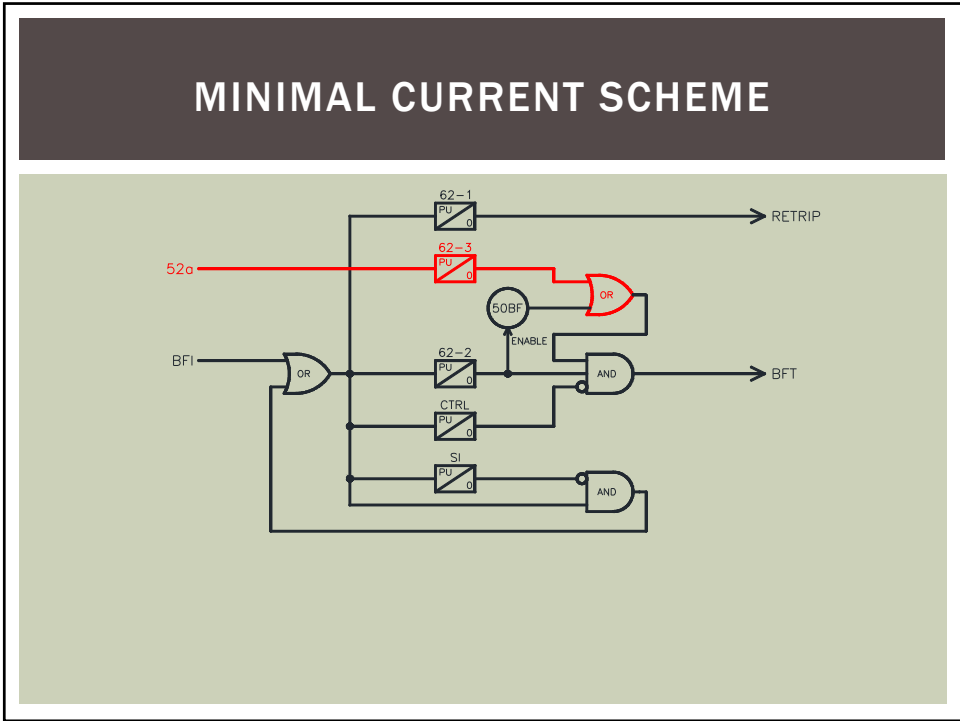 MINIMAL CURRENT SCHEME
62-1
PU
0
RETRIP
62-3
52a
PU
0
OR
50BF
ENABLE
BFI
OR
62-2
PU
0
AND
BFT
CTRL
PU
0
SI
PU
0
AND